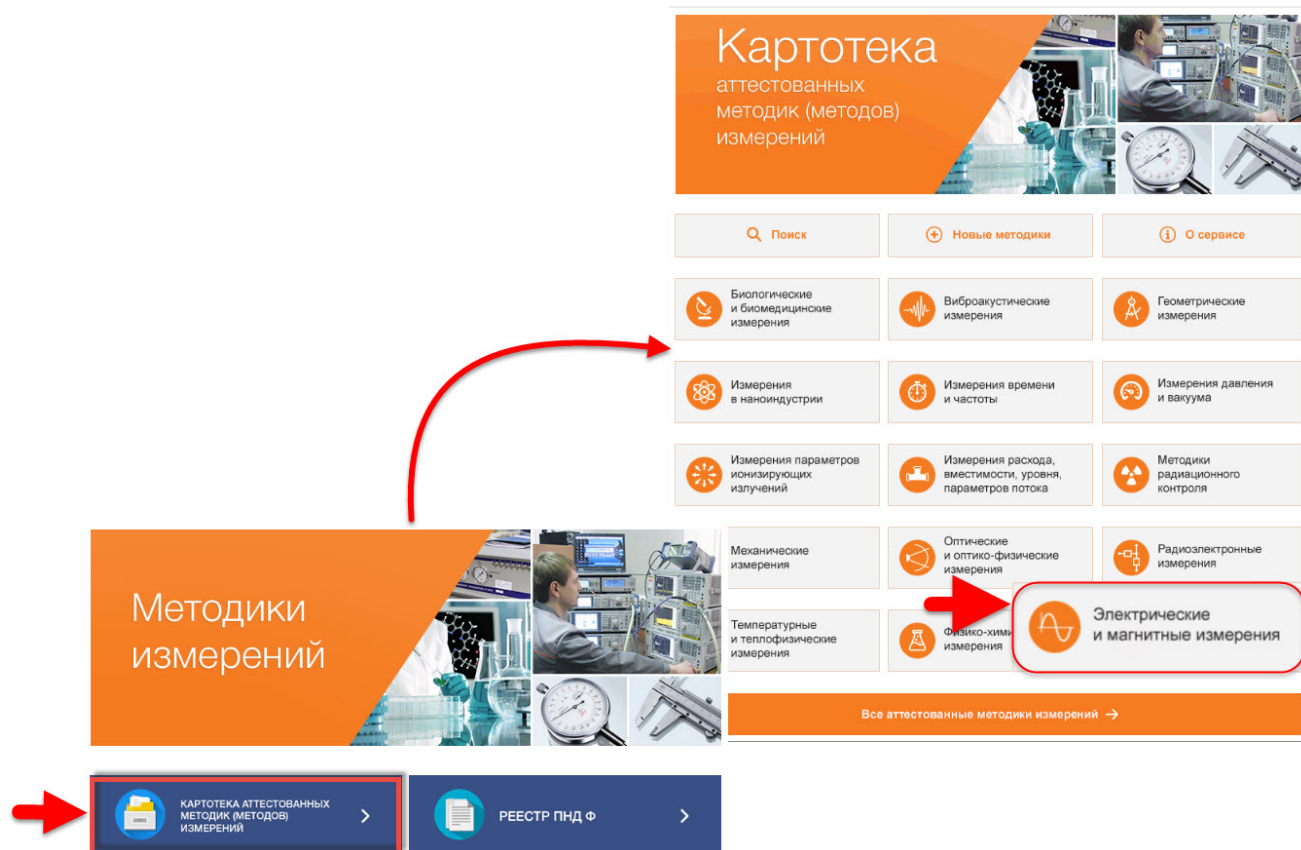 Картотека
аттестованных
методик (методов)
измерений
Поиск
Новые методики
О сервисе
Биологические
и биомедицинские
измерения
Виброакустические
измерения
Геометрические
измерения
Измерения
в наноиндустрии
Измерения времени
и частоты
Измерения давления
и вакуума
Измерения параметров
ионизирующих
излучений
Измерения расхода,
вместимости, уровня,
параметров потока
Методики
радиационного
контроля
Механические
измерения
Оптические
и оптико-физические
измерения
Радиоэлектронные
измерения
Температурные
и теплофизические
измерения
Физико-хими
измерения
Электрические
и магнитные измерения
Все аттестованные методики измерений →
Методики
измерений
КАРТОТЕКА АТТЕСТОВАННЫХ
МЕТОДИК (МЕТОДОВ)
ИЗМЕРЕНИЙ
РЕЕСТР ПНД Ф